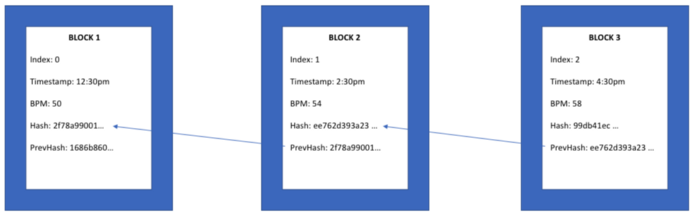 BLOCK 1
Index: 0
Timestamp: 12:30pm
BPM: 50
Hash: 2f78a99001...
PrevHash: 1686b860...
BLOCK 2
Index: 1
Timestamp: 2:30pm
BPM: 54
Hash: ee762d393a23 ...
PrevHash: 2f78a99001...
BLOCK 3
Index: 2
Timestamp: 4:30pm
BPM: 58
Hash: 99db41ec ...
PrevHash: ee762d393a23 ...